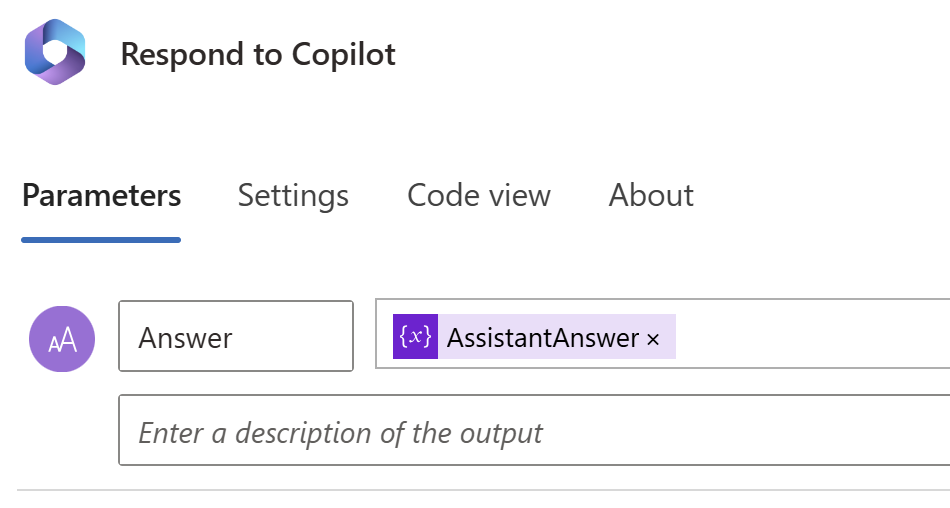 Respond to Copilot
Parameters Settings Code view About
AA Answer {x} AssistantAnswer ×
Enter a description of the output